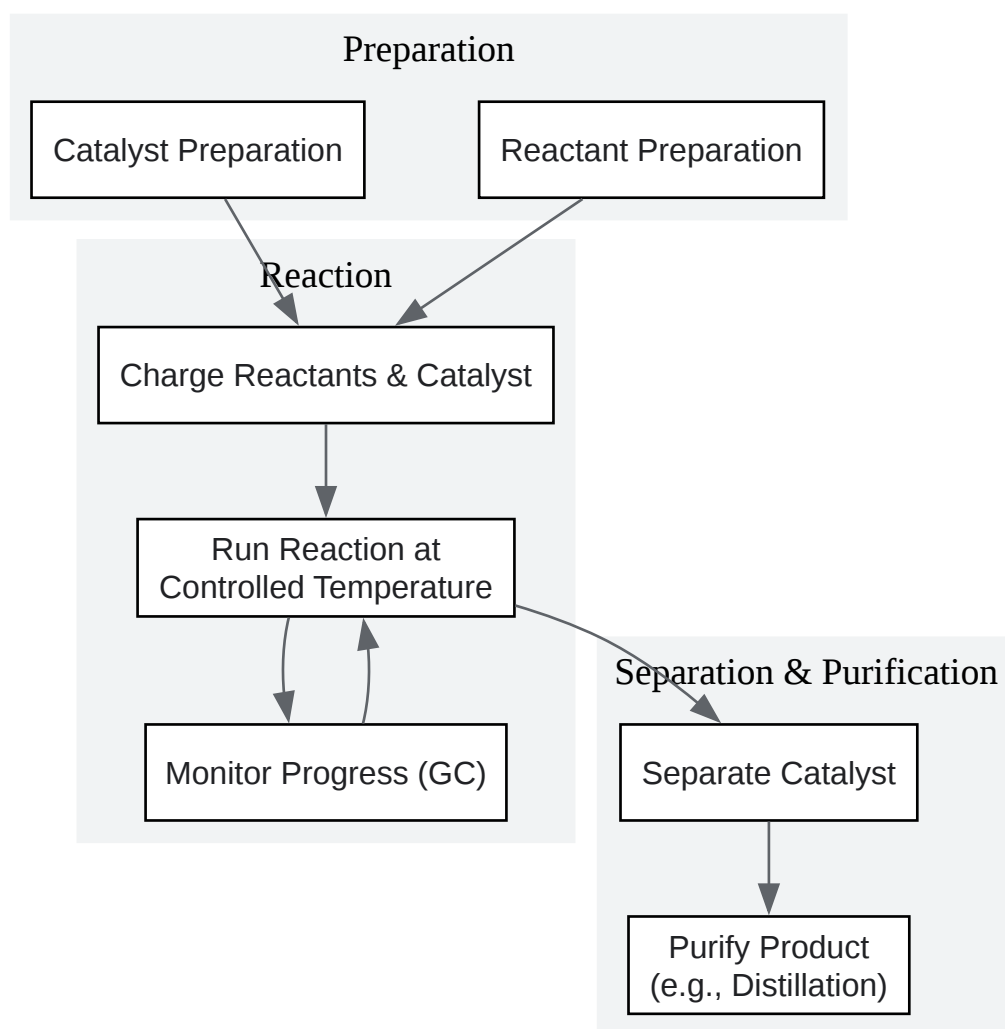 Preparation
Catalyst Preparation
Reactant Preparation
Reaction
Charge Reactants & Catalyst
Run Reaction at
Controlled Temperature
Monitor Progress (GC)
Separation & Purification
Separate Catalyst
Purify Product
(e.g., Distillation)